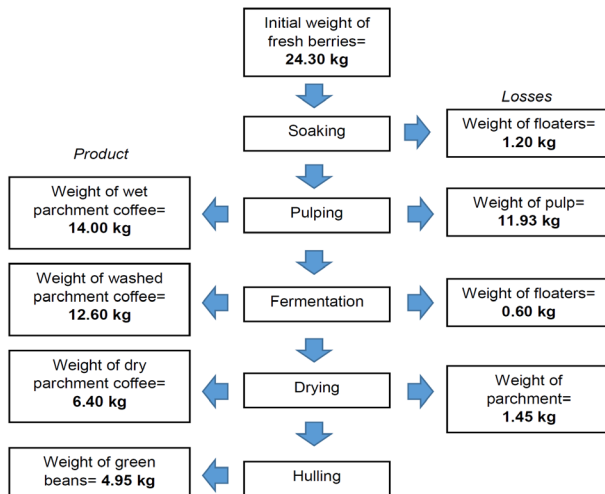 Initial weight of
fresh berries=
24.30 kg
Losses
Soaking
Weight of floaters=
1.20 kg
Product
Weight of wet
parchment coffee=
14.00 kg
Pulping
Weight of pulp=
11.93 kg
Weight of washed
parchment coffee=
12.60 kg
Fermentation
Weight of floaters=
0.60 kg
Weight of dry
parchment coffee=
6.40 kg
Drying
Weight of
parchment=
1.45 kg
Weight of green
beans= 4.95 kg
Hulling